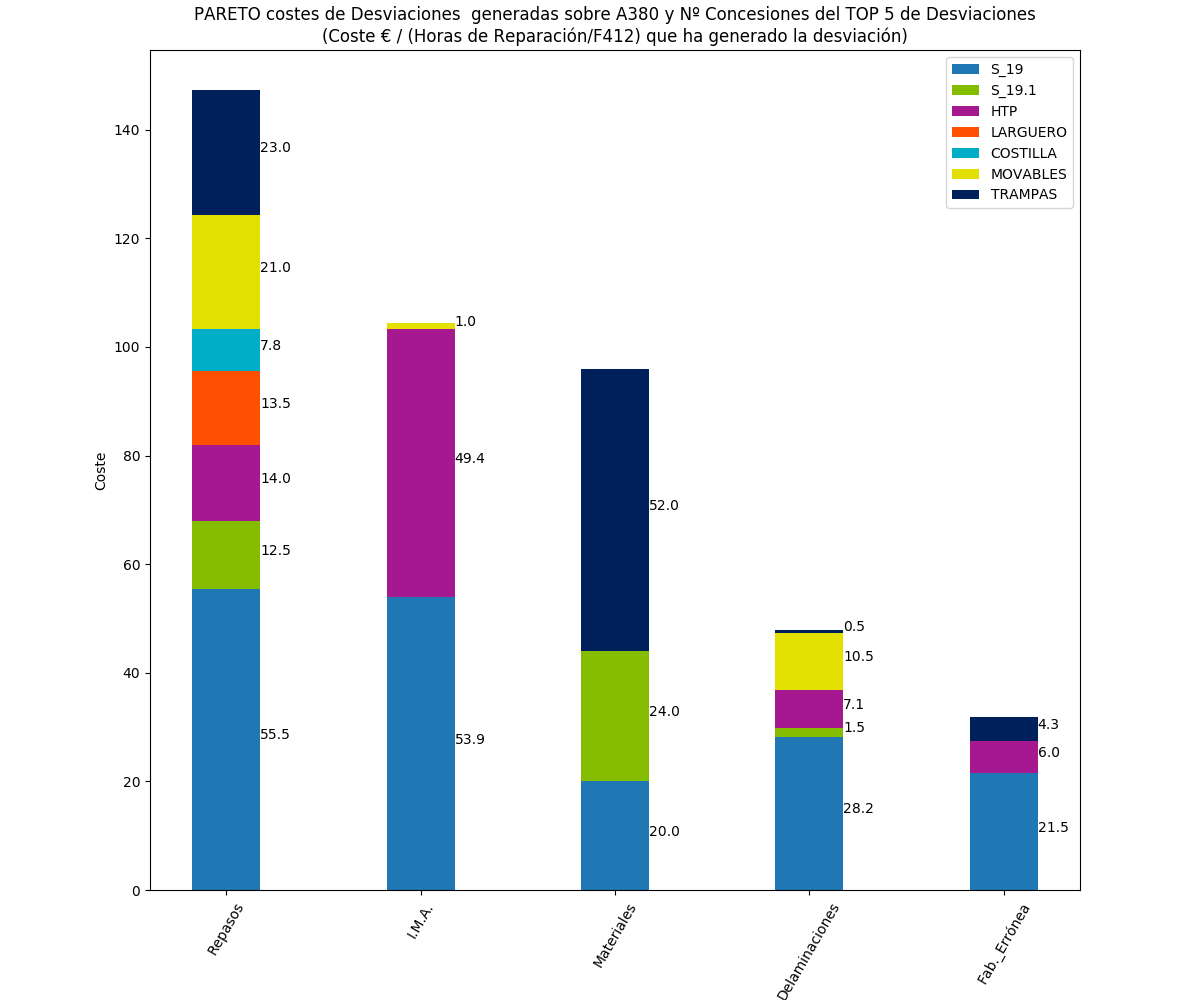 PARETO costes de Desviaciones  generadas sobre A380 y Nº Concesiones del TOP 5 de Desviaciones
(Coste € / (Horas de Reparación/F412) que ha generado la desviación)
S_19
S_19.1
HTP
LARGUERO
COSTILLA
MOVABLES
TRAMPAS
Coste
140
120
100
80
60
40
20
0
23.0
21.0
7.8
13.5
14.0
12.5
55.5
1.0
49.4
53.9
52.0
24.0
20.0
0.5
10.5
7.1
1.5
28.2
4.3
6.0
21.5
Repasos
I.M.A.
Materiales
Delaminaciones
Fab._Errónea